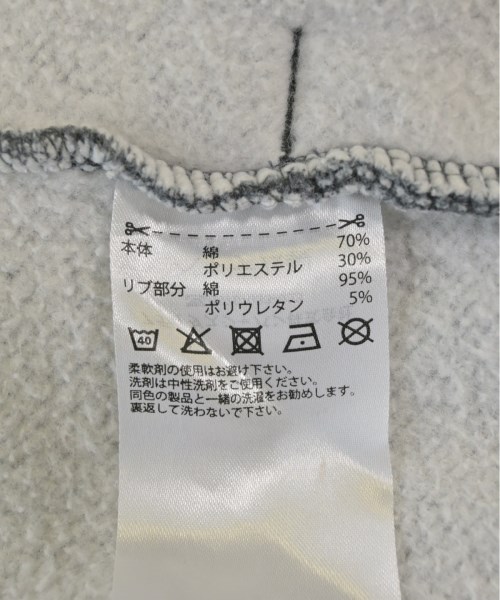 本体 綿 70%
ポリエステル 30%
リブ部分 綿 95%
ポリウレタン 5%
40
柔軟剤の使用はお避け下さい。
洗剤は中性洗剤をご使用ください。
同色の製品と一緒の洗濯をお勧めします。
裏返して洗わないで下さい。